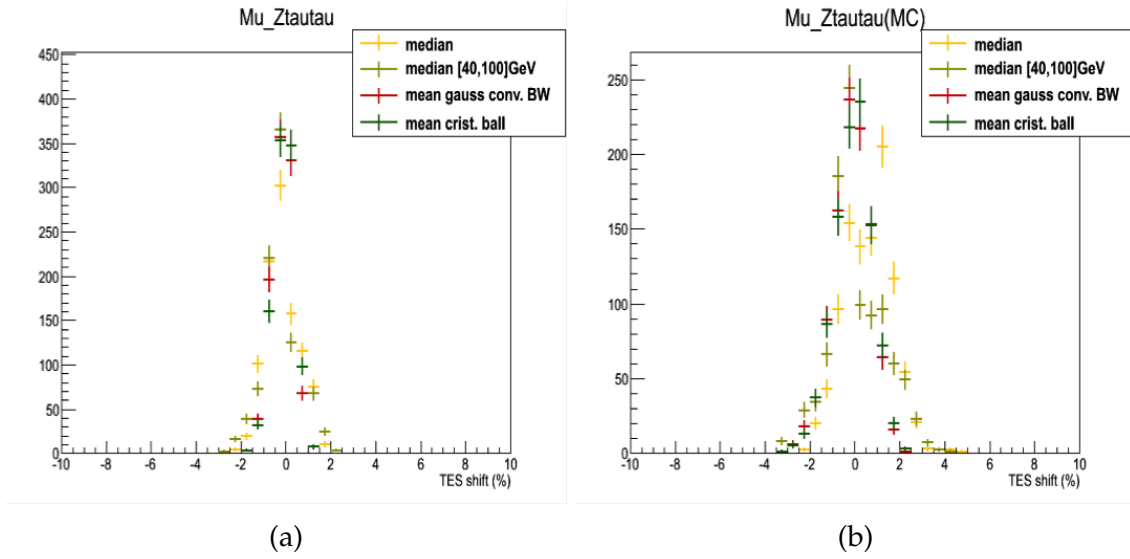 Mu_Ztautau
median
median [40,100]GeV
mean gauss conv. BW
mean crist. ball
450
400
350
300
250
200
150
100
50
0
-10 -8 -6 -4 -2 0 2 4 6 8 10
TES shift (%)
(a)
Mu_Ztautau(MC)
median
median [40,100]GeV
mean gauss conv. BW
mean crist. ball
250
200
150
100
50
0
-10 -8 -6 -4 -2 0 2 4 6 8 10
TES shift (%)
(b)